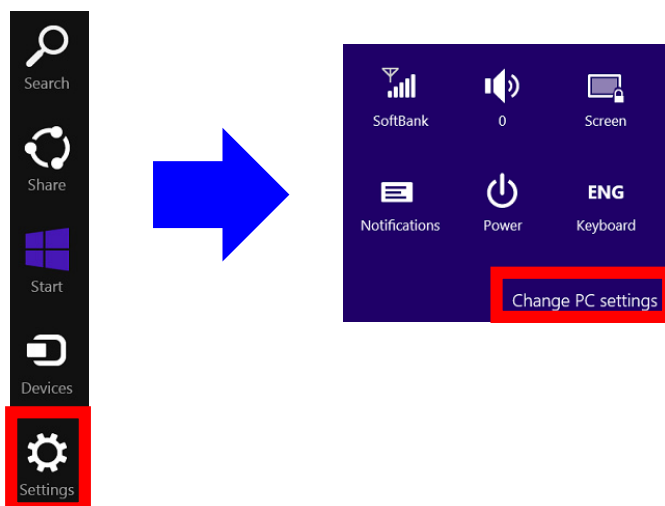 Search
Share
Start
Devices
Settings
SoftBank
0
Screen
Notifications
Power
ENG
Keyboard
Change PC settings